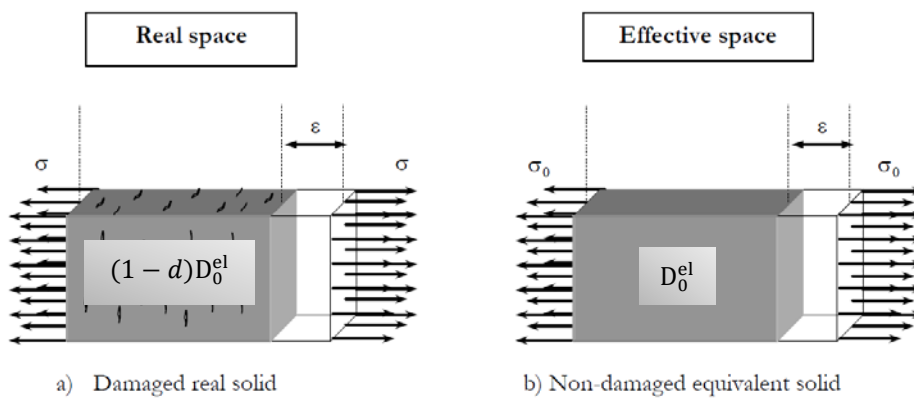 Real space
Effective space
ε
ε
σ
σ
σ₀
σ₀
(1 − d)D₀ᵉˡ
D₀ᵉˡ
a) Damaged real solid
b) Non-damaged equivalent solid